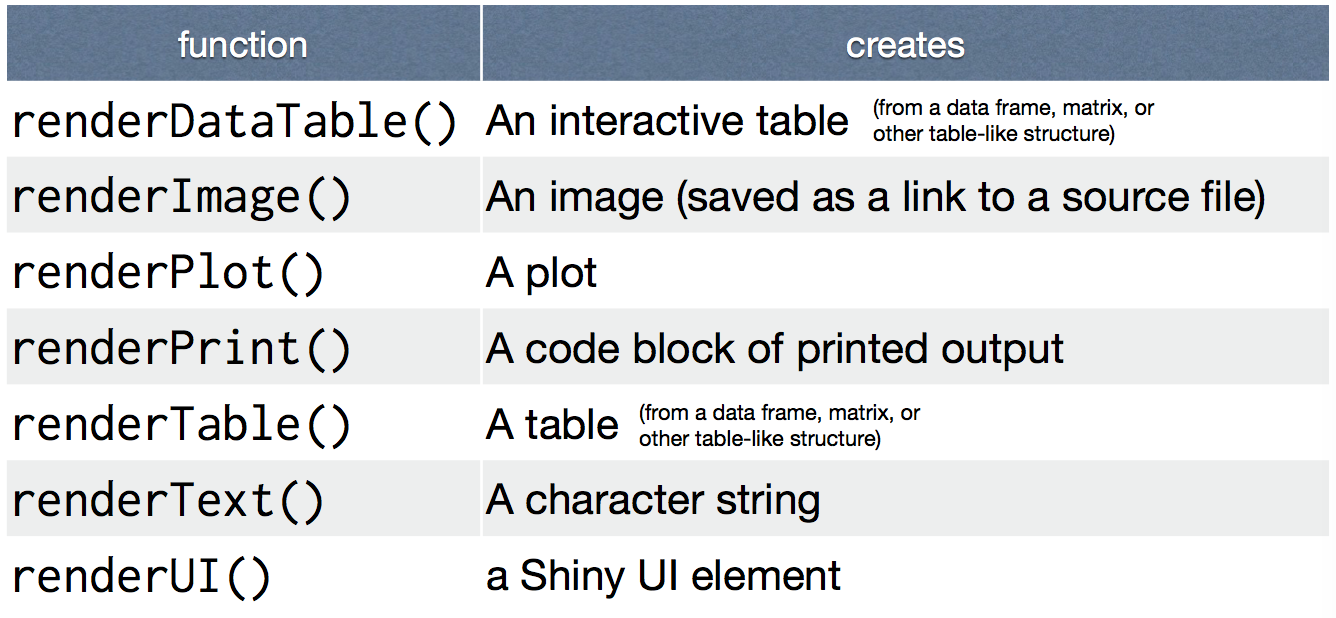 function creates
renderDataTable() An interactive table (from a data frame, matrix, or
other table-like structure)
renderImage() An image (saved as a link to a source file)
renderPlot() A plot
renderPrint() A code block of printed output
renderTable() A table (from a data frame, matrix, or
other table-like structure)
renderText() A character string
renderUI() a Shiny UI element